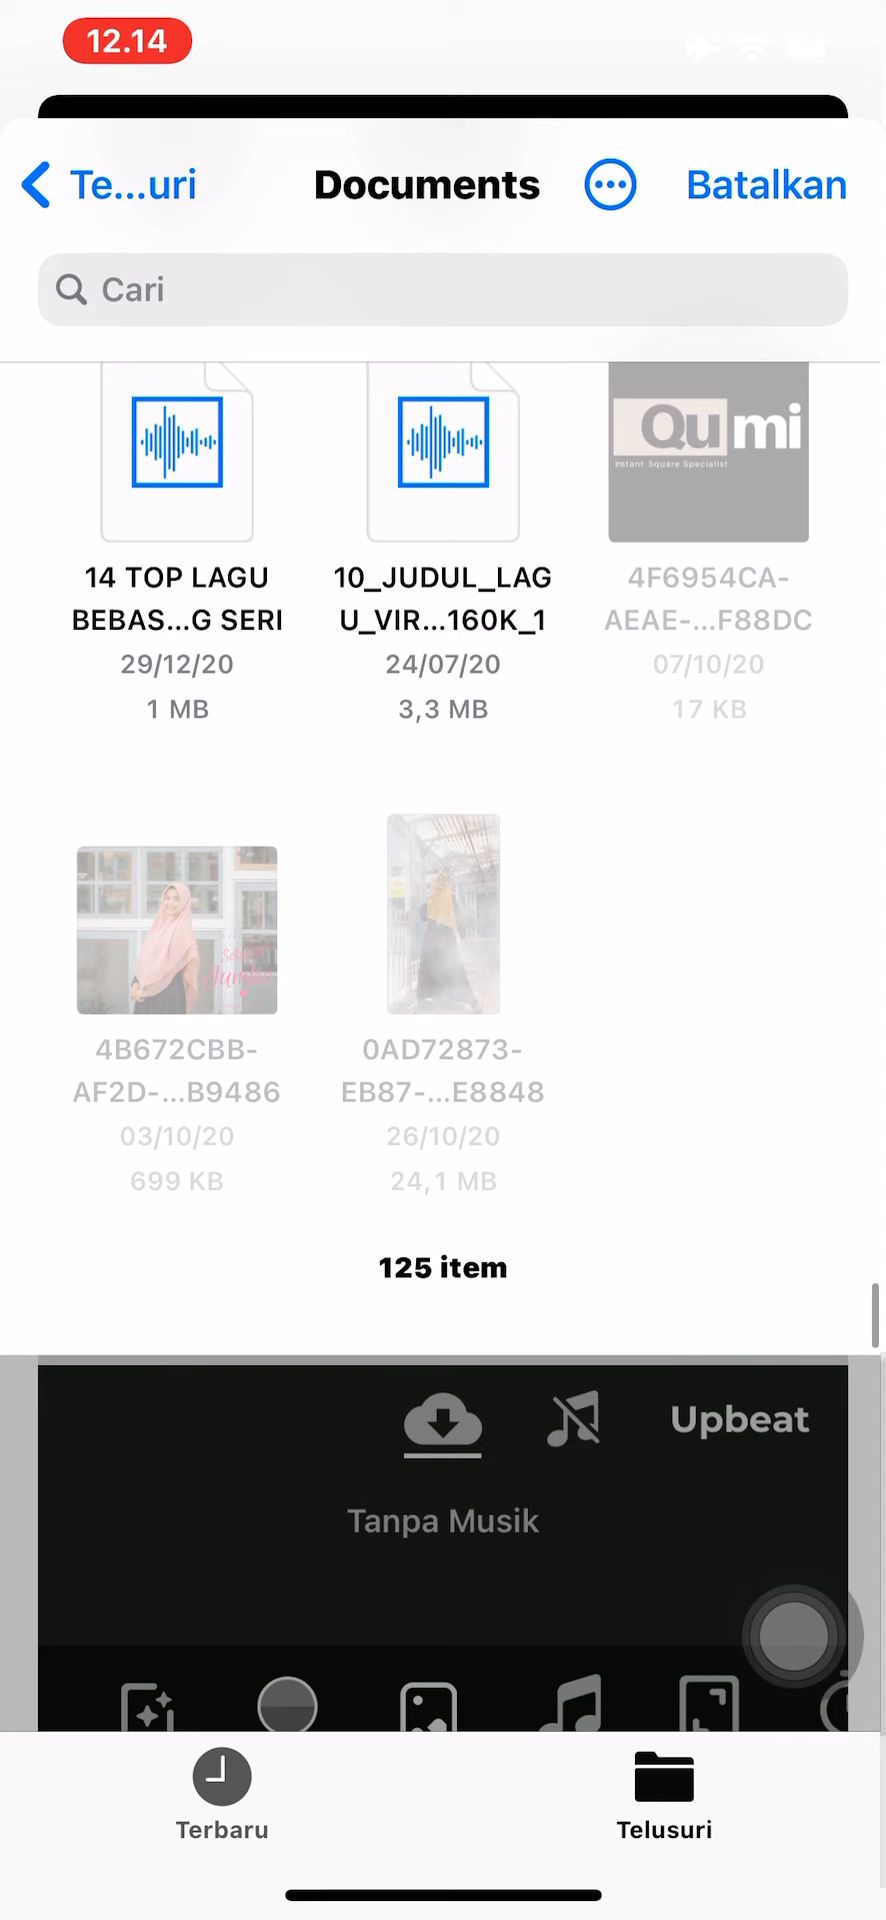 12.14
Te...uri
Documents
Batalkan
Cari
Qumi
Instant Square Specialist
14 TOP LAGU
BEBAS...G SERI
29/12/20
1 MB
10_JUDUL_LAG
U_VIR...160K_1
24/07/20
3,3 MB
4F6954CA-
AEAE-...F88DC
07/10/20
17 KB
4B672CBB-
AF2D-...B9486
03/10/20
699 KB
0AD72873-
EB87-...E8848
26/10/20
24,1 MB
125 item
Upbeat
Tanpa Musik
Terbaru
Telusuri